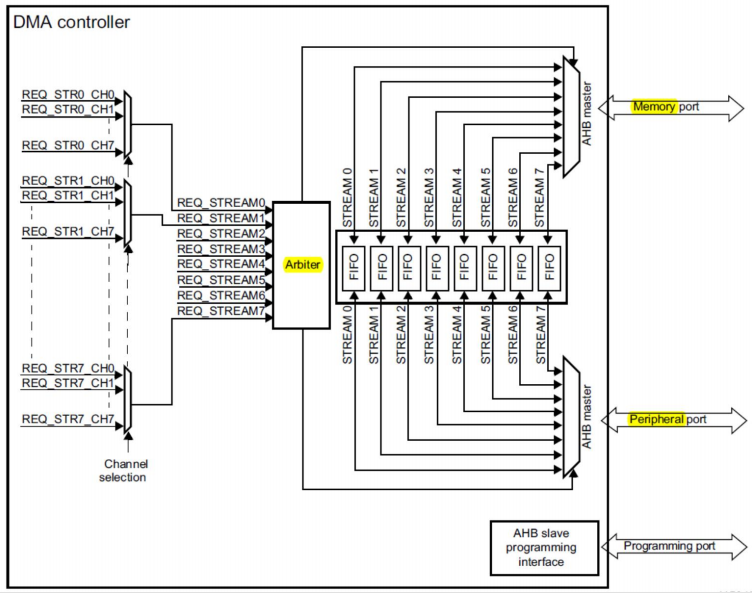 DMA controller
REQ_STR0_CH0
REQ_STR0_CH1
REQ_STR0_CH7
REQ_STR1_CH0
REQ_STR1_CH1
REQ_STR1_CH7
REQ_STR7_CH0
REQ_STR7_CH1
REQ_STR7_CH7
Channel
selection
REQ_STREAM0
REQ_STREAM1
REQ_STREAM2
REQ_STREAM3
REQ_STREAM4
REQ_STREAM5
REQ_STREAM6
REQ_STREAM7
Arbiter
STREAM 0
STREAM 1
STREAM 2
STREAM 3
STREAM 4
STREAM 5
STREAM 6
STREAM 7
FIFO
FIFO
FIFO
FIFO
FIFO
FIFO
FIFO
FIFO
STREAM 0
STREAM 1
STREAM 2
STREAM 3
STREAM 4
STREAM 5
STREAM 6
STREAM 7
AHB master
Memory port
AHB master
Peripheral port
AHB slave
programming
interface
Programming port